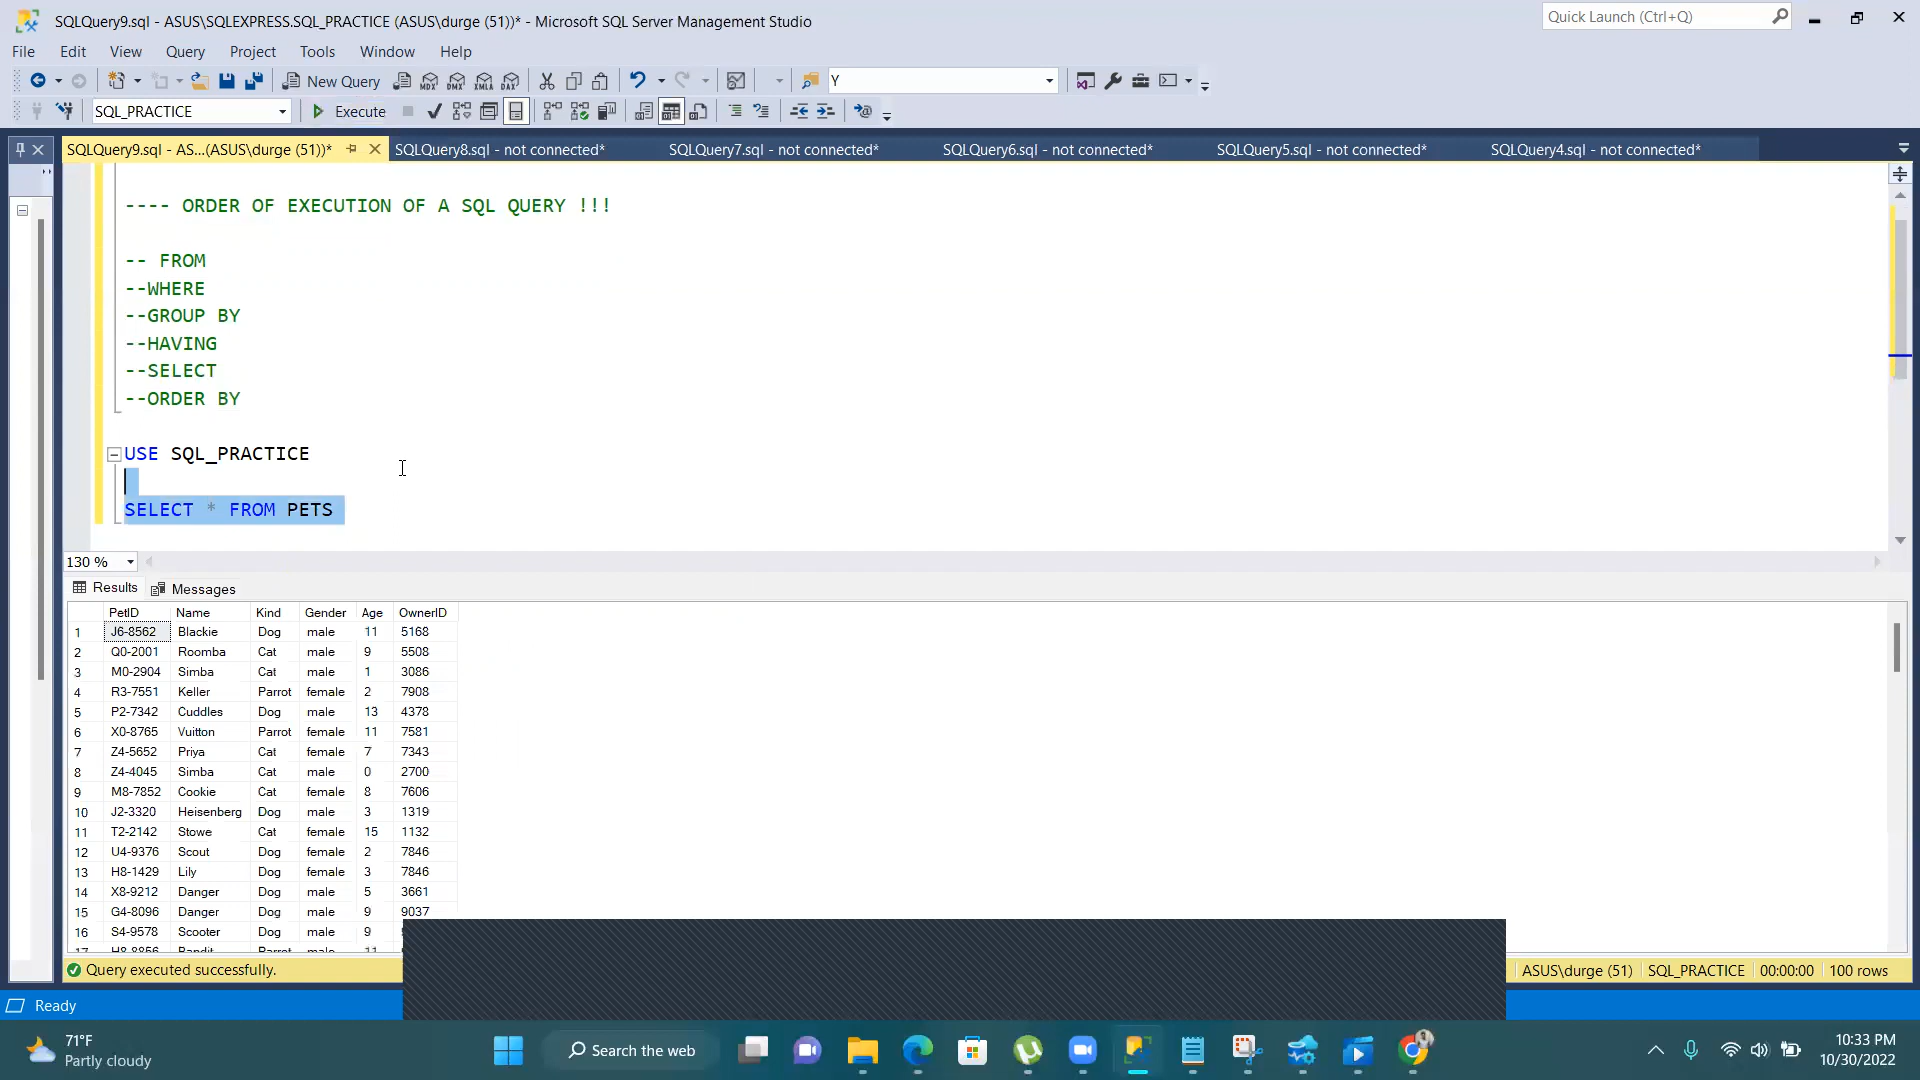 SQLQuery9.sql - ASUS\SQLEXPRESS.SQL_PRACTICE (ASUS\durge (51))* - Microsoft SQL Server Management Studio
Quick Launch (Ctrl+Q)
File Edit View Query Project Tools Window Help
New Query MDX DMX XMLA DAX Y
SQL_PRACTICE Execute
SQLQuery9.sql - AS...(ASUS\durge (51))* SQLQuery8.sql - not connected* SQLQuery7.sql - not connected* SQLQuery6.sql - not connected* SQLQuery5.sql - not connected* SQLQuery4.sql - not connected*
---- ORDER OF EXECUTION OF A SQL QUERY !!!
-- FROM
--WHERE
--GROUP BY
--HAVING
--SELECT
--ORDER BY
USE SQL_PRACTICE
SELECT * FROM PETS
130 %
Results Messages
PetID Name Kind Gender Age OwnerID
1 J6-8562 Blackie Dog male 11 5168
2 Q0-2001 Roomba Cat male 9 5508
3 M0-2904 Simba Cat male 1 3086
4 R3-7551 Keller Parrot female 2 7908
5 P2-7342 Cuddles Dog male 13 4378
6 X0-8765 Vuitton Parrot female 11 7581
7 Z4-5652 Priya Cat female 7 7343
8 Z4-4045 Simba Cat male 0 2700
9 M8-7852 Cookie Cat female 8 7606
10 J2-3320 Heisenberg Dog male 3 1319
11 T2-2142 Stowe Cat female 15 1132
12 U4-9376 Scout Dog female 2 7846
13 H8-1429 Lily Dog female 3 7846
14 X8-9212 Danger Dog male 5 3661
15 G4-8096 Danger Dog male 9 9037
16 S4-9578 Scooter Dog male 9
17 H8-8856 Bandit Parrot male 11
Query executed successfully. ASUS\durge (51) SQL_PRACTICE 00:00:00 100 rows
Ready
71°F
Partly cloudy
Search the web
10:33 PM
10/30/2022